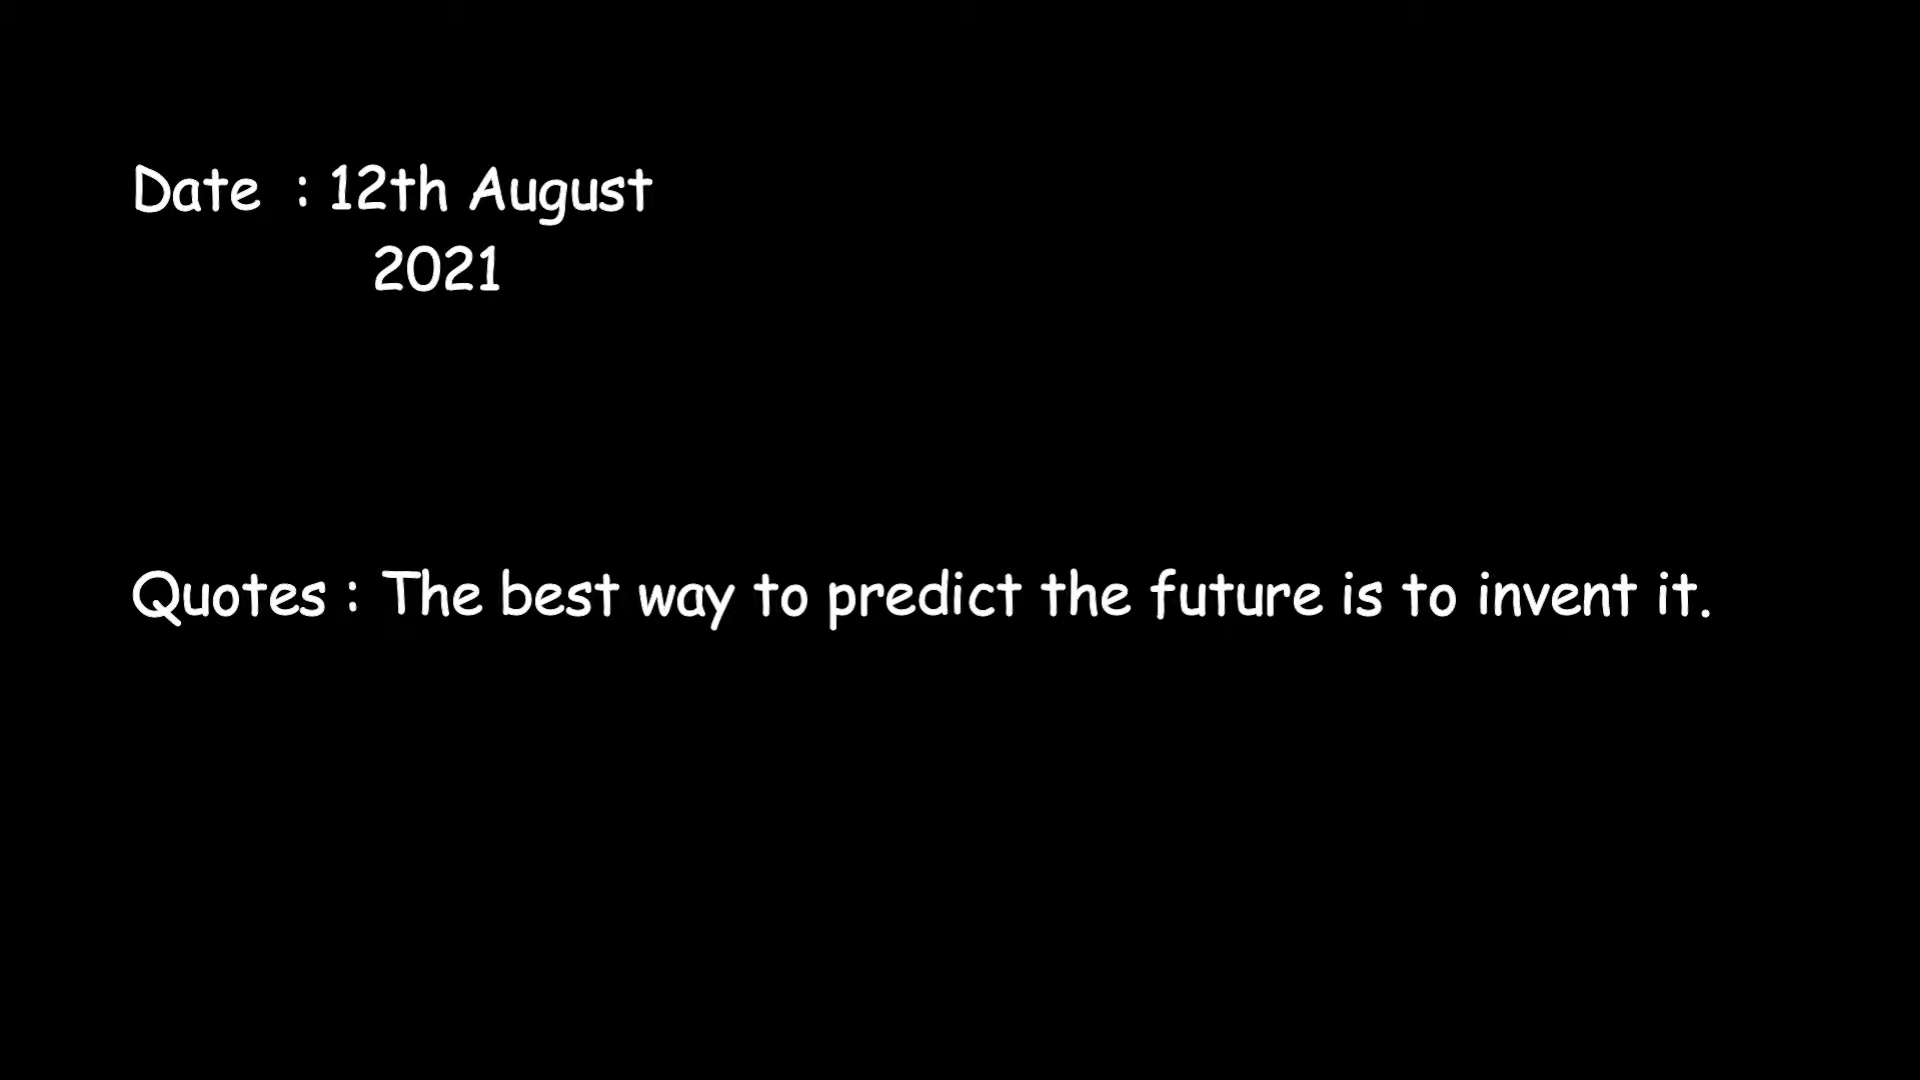 Date : 12th August
2021
Quotes : The best way to predict the future is to invent it.